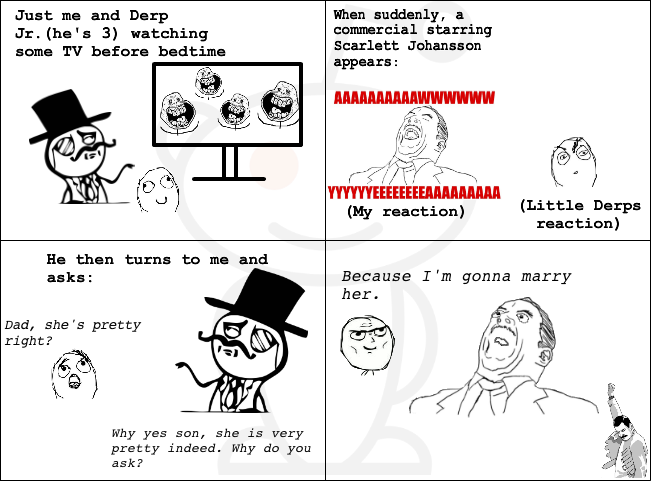 Just me and Derp
Jr.(he's 3) watching
some TV before bedtime
When suddenly, a
commercial starring
Scarlett Johansson
appears:
AAAAAAAAAAWWWWWW
YYYYYYEEEEEEEEAAAAAAAAA
(My reaction)
(Little Derps
reaction)
He then turns to me and
asks:
Dad, she's pretty
right?
Why yes son, she is very
pretty indeed. Why do you
ask?
Because I'm gonna marry
her.